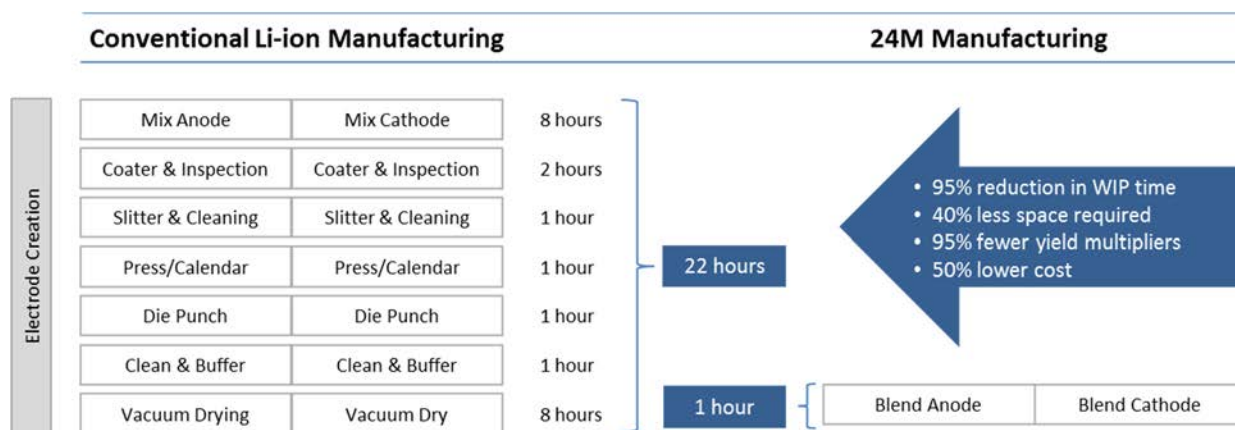 Conventional Li-ion Manufacturing
24M Manufacturing
Electrode Creation
Mix Anode Mix Cathode 8 hours
Coater & Inspection Coater & Inspection 2 hours
Slitter & Cleaning Slitter & Cleaning 1 hour
Press/Calendar Press/Calendar 1 hour
Die Punch Die Punch 1 hour
Clean & Buffer Clean & Buffer 1 hour
Vacuum Drying Vacuum Dry 8 hours
22 hours
• 95% reduction in WIP time
• 40% less space required
• 95% fewer yield multipliers
• 50% lower cost
1 hour Blend Anode Blend Cathode